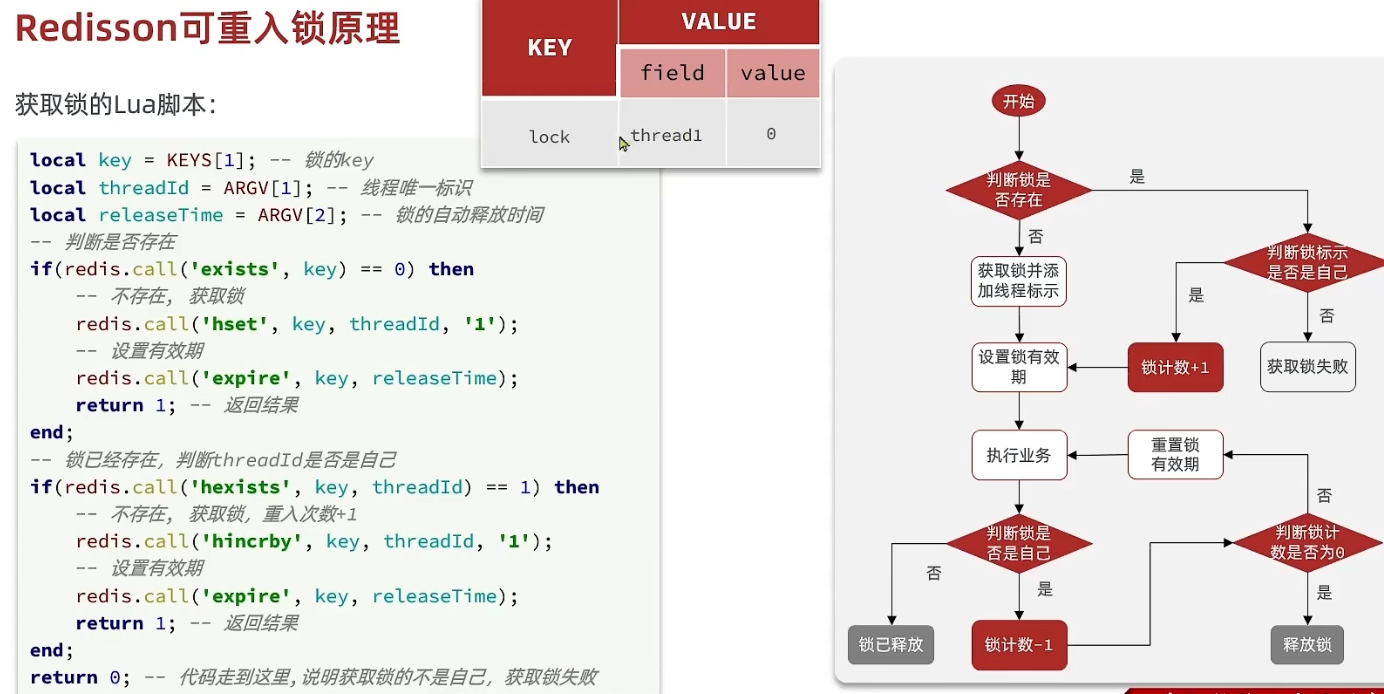 Redisson可重入锁原理
KEY
VALUE
field
value
lock
thread1
0
获取锁的Lua脚本：
local key = KEYS[1]; -- 锁的key
local threadId = ARGV[1]; -- 线程唯一标识
local releaseTime = ARGV[2]; -- 锁的自动释放时间
-- 判断是否存在
if(redis.call('exists', key) == 0) then
-- 不存在, 获取锁
redis.call('hset', key, threadId, '1');
-- 设置有效期
redis.call('expire', key, releaseTime);
return 1; -- 返回结果
end;
-- 锁已经存在，判断threadId是否是自己
if(redis.call('hexists', key, threadId) == 1) then
-- 不存在, 获取锁，重入次数+1
redis.call('hincrby', key, threadId, '1');
-- 设置有效期
redis.call('expire', key, releaseTime);
return 1; -- 返回结果
end;
return 0; -- 代码走到这里,说明获取锁的不是自己，获取锁失败
开始
判断锁是
否存在
是
否
判断锁标示
是否是自己
获取锁并添
加线程标示
是
否
设置锁有效
期
锁计数+1
获取锁失败
执行业务
重置锁
有效期
否
判断锁是
否是自己
判断锁计
数是否为0
否
是
是
锁已释放
锁计数-1
释放锁